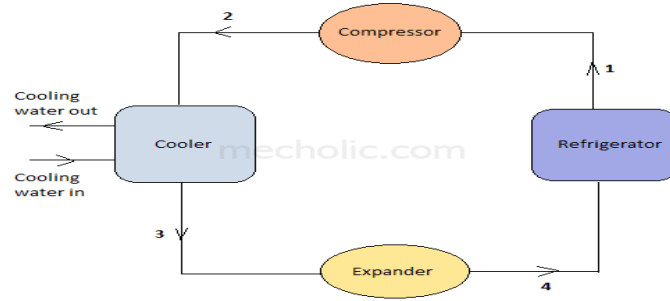 2
Compressor
1
Cooling
water out
Cooler
mecholic.com
Refrigerator
Cooling
water in
3
Expander
4